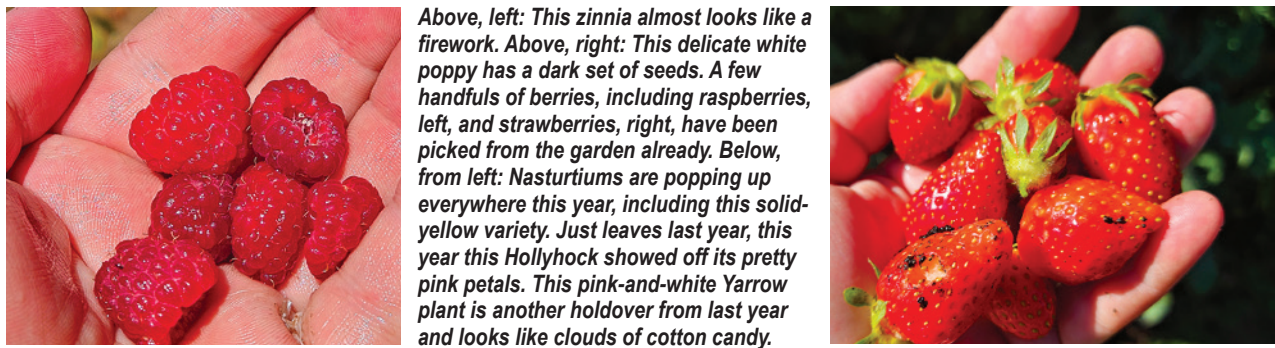 Above, left: This zinnia almost looks like a
firework. Above, right: This delicate white
poppy has a dark set of seeds. A few
handfuls of berries, including raspberries,
left, and strawberries, right, have been
picked from the garden already. Below,
from left: Nasturtiums are popping up
everywhere this year, including this solid-
yellow variety. Just leaves last year, this
year this Hollyhock showed off its pretty
pink petals. This pink-and-white Yarrow
plant is another holdover from last year
and looks like clouds of cotton candy.